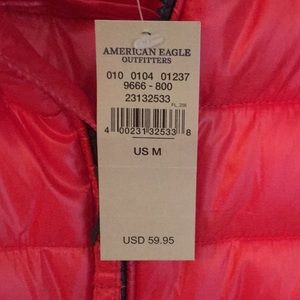 AMERICAN EAGLE
OUTFITTERS
010 0104 01237
9666 - 800
23132533
4 00231 32533 8
US M
USD 59.95